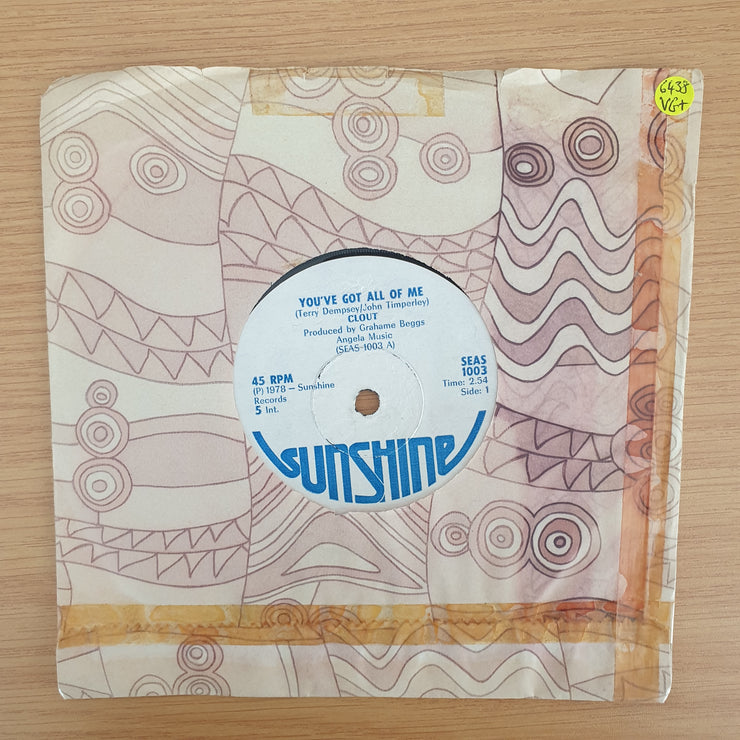 6438
VG+
YOU'VE GOT ALL OF ME
(Terry Dempsey/John Timperley)
CLOUT
Produced by Grahame Beggs
Angela Music
(SEAS-1003 A)
45 RPM
(P) 1978 — Sunshine
Records
5 Int.
SEAS
1003
Time: 2.54
Side: 1
SUNSHINE